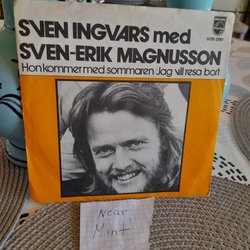 SVEN INGVARS med
SVEN-ERIK MAGNUSSON
Hon kommer med sommaren Jag vill resa bort
PHILIPS
Near
Mint